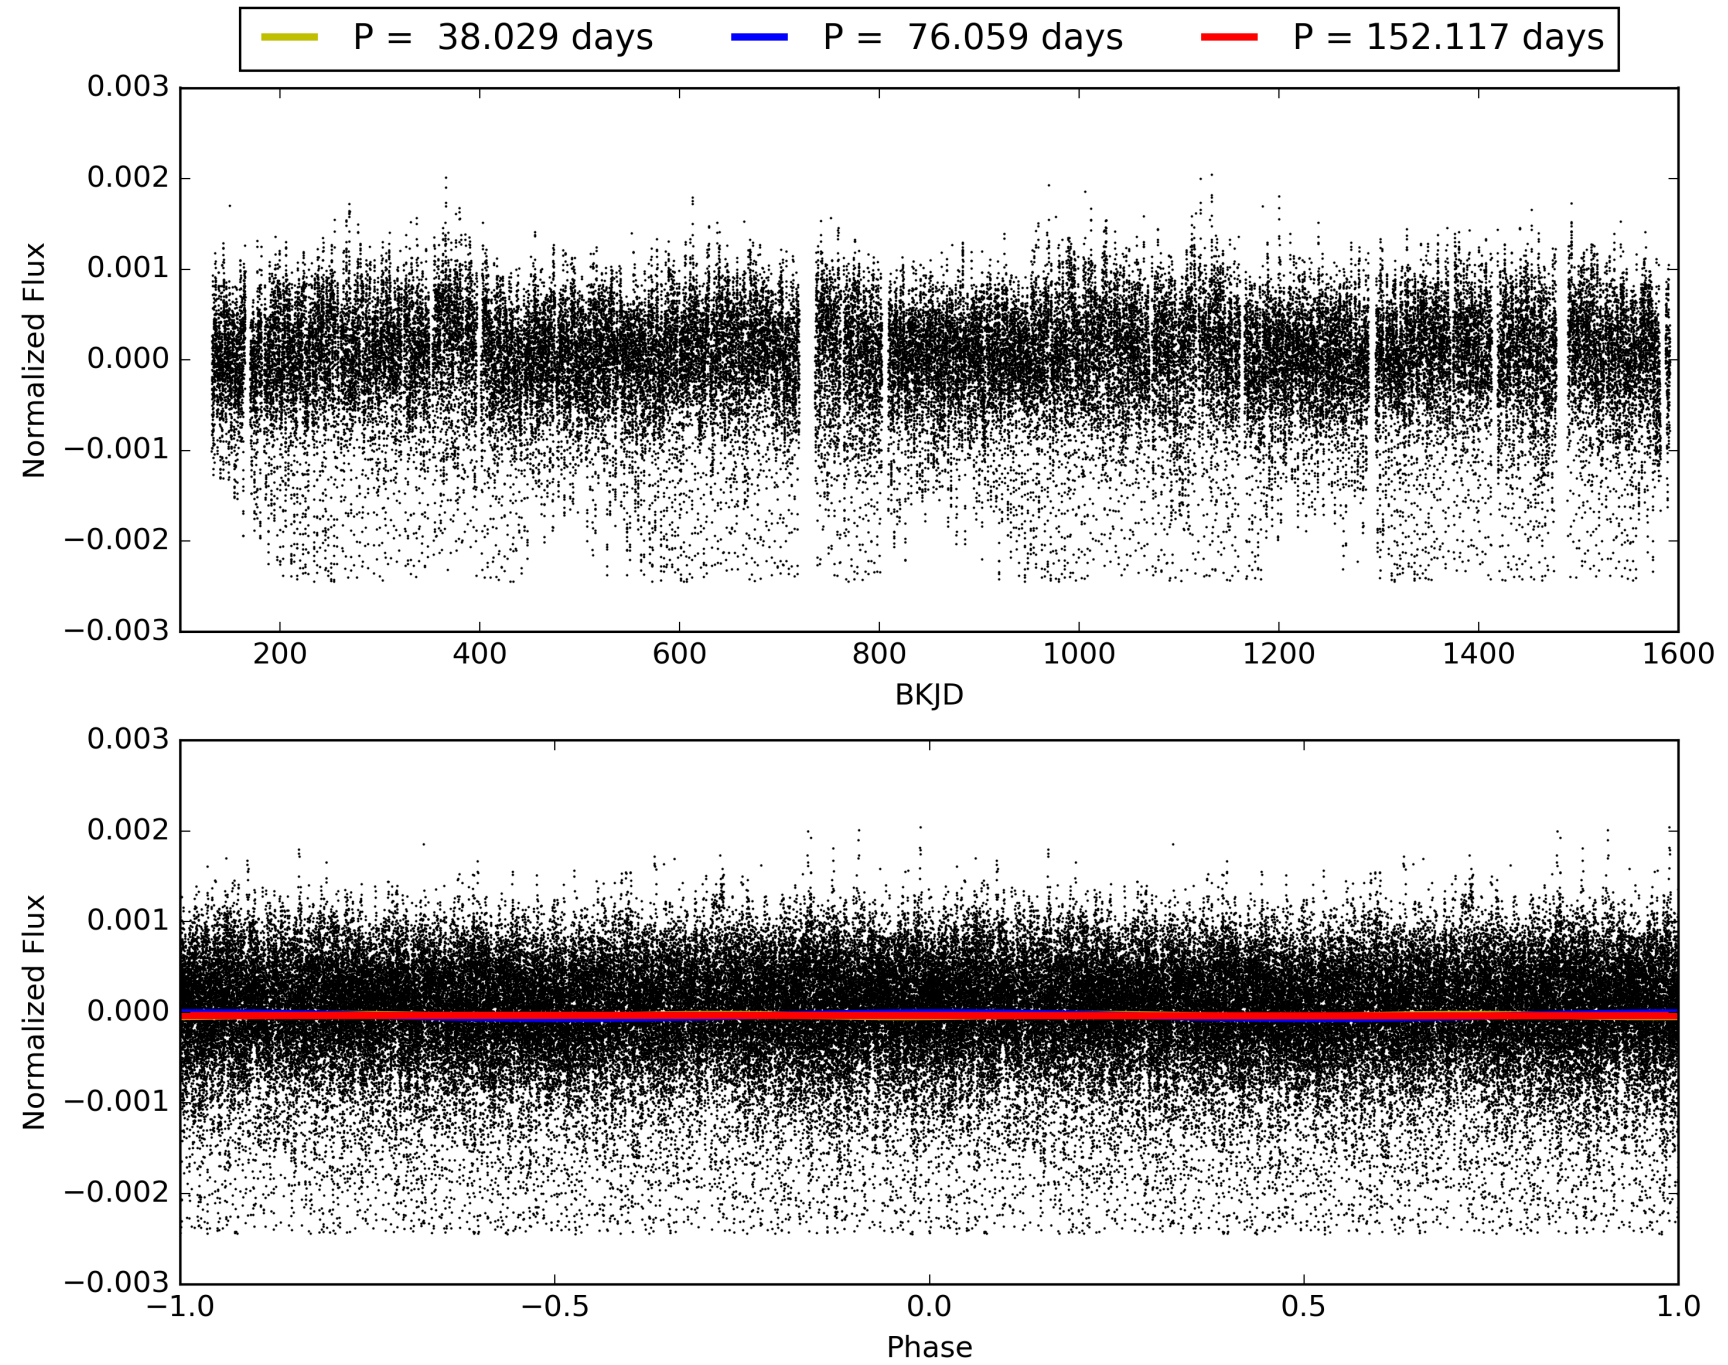 P = 38.029 days P = 76.059 days P = 152.117 days
0.003
0.002
0.001
0.000
−0.001
−0.002
−0.003
Normalized Flux
200 400 600 800 1000 1200 1400 1600
BKJD
0.003
0.002
0.001
0.000
−0.001
−0.002
−0.003
Normalized Flux
−1.0 −0.5 0.0 0.5 1.0
Phase